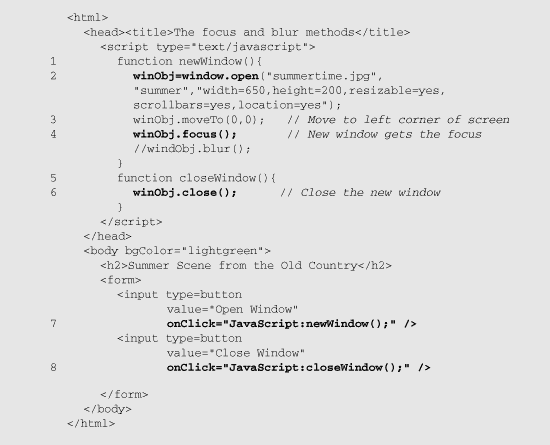 <html>
<head><title>The focus and blur methods</title>
<script type="text/javascript">
1 function newWindow(){
2 winObj=window.open("summertime.jpg",
"summer","width=650,height=200,resizable=yes,
scrollbars=yes,location=yes");
3 winObj.moveTo(0,0); // Move to left corner of screen
4 winObj.focus(); // New window gets the focus
//windObj.blur();
}
5 function closeWindow(){
6 winObj.close(); // Close the new window
}
</script>
</head>
<body bgColor="lightgreen">
<h2>Summer Scene from the Old Country</h2>
<form>
<input type=button
value="Open Window"
7 onClick="JavaScript:newWindow();" />
<input type=button
value="Close Window"
8 onClick="JavaScript:closeWindow();" />
</form>
</body>
</html>